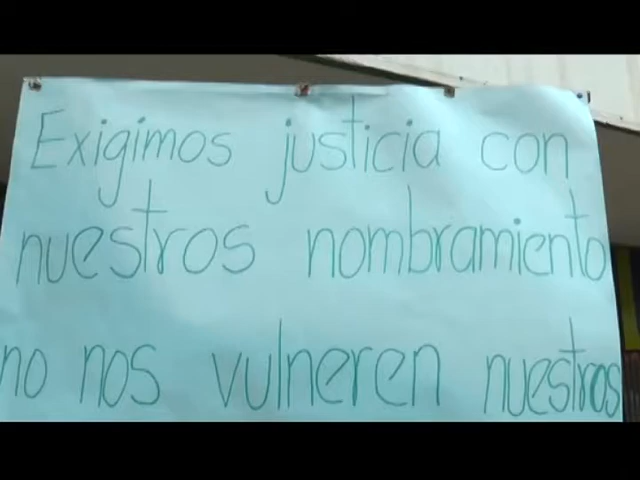 Exigimos justicia con
nuestros nombramiento
no nos vulneren nuestros